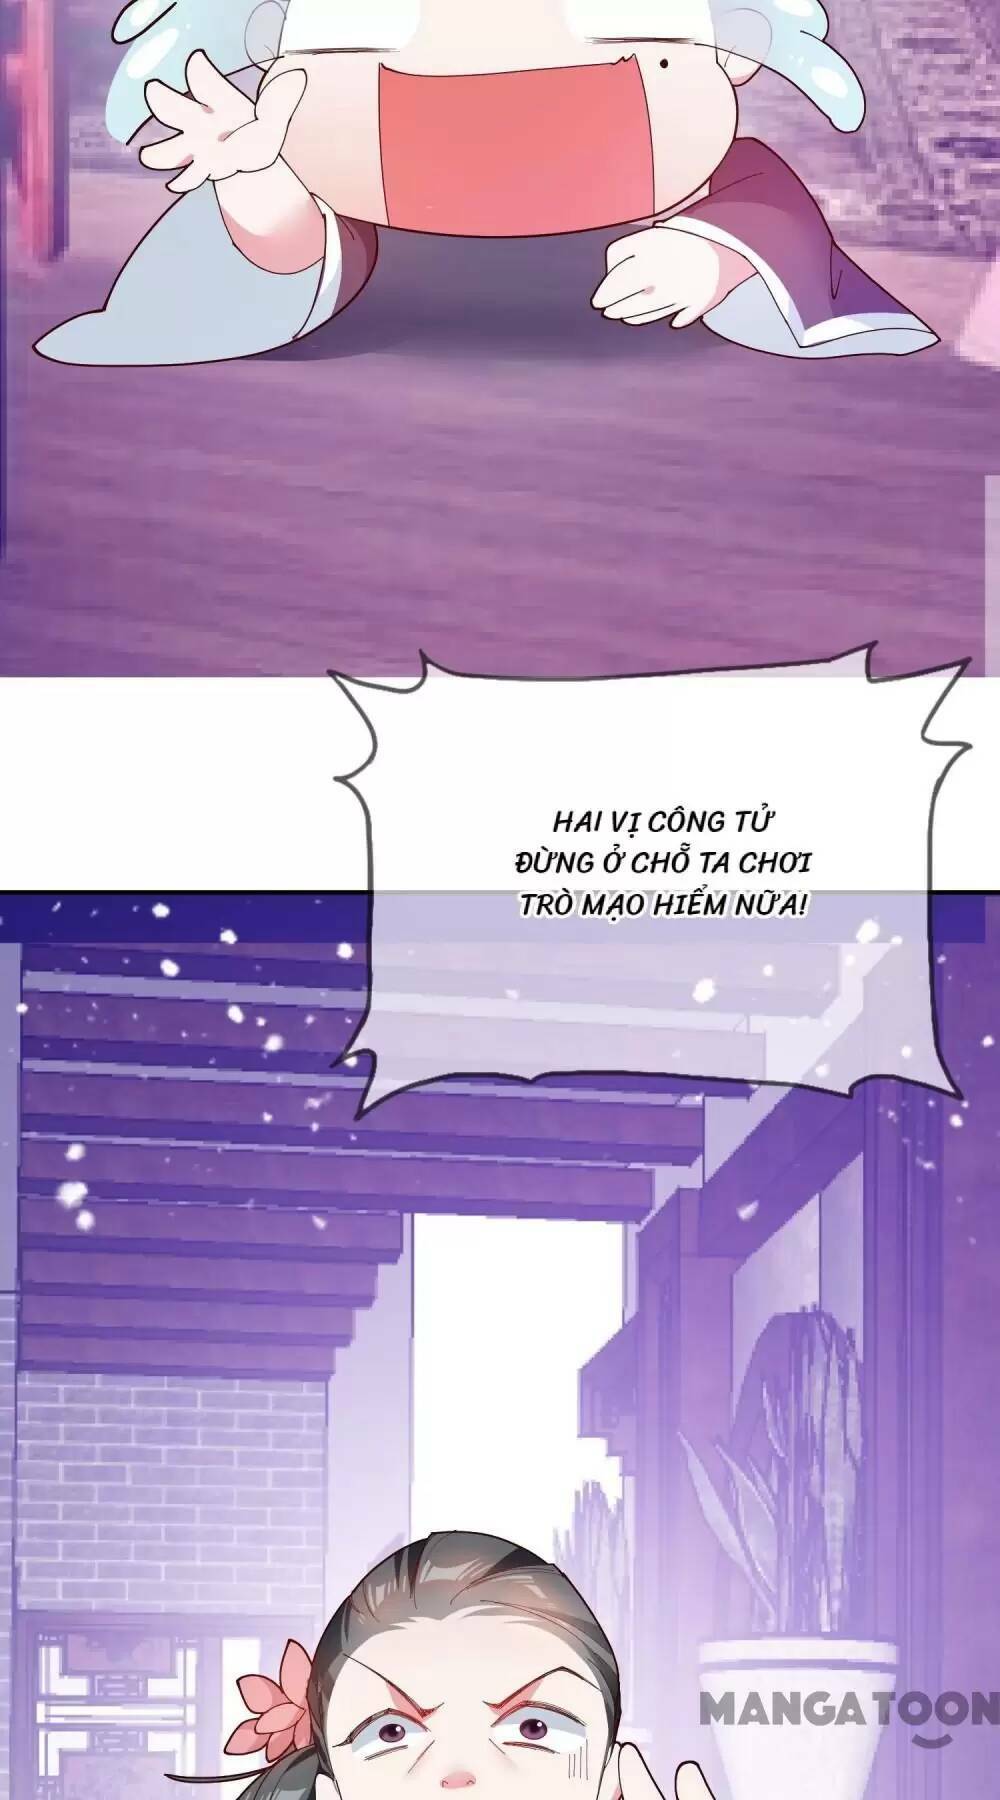 HAI VỊ CÔNG TỬ
ĐỪNG Ở CHỖ TA CHƠI
TRÒ MẠO HIỂM NỮA!
MANGATOON